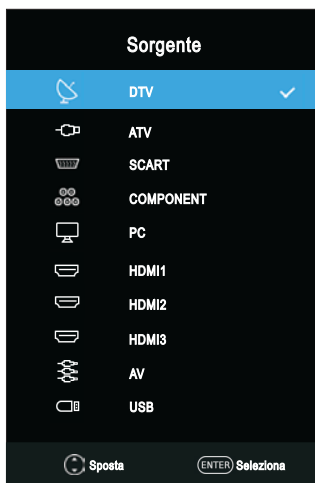 Sorgente
DTV
ATV
SCART
COMPONENT
PC
HDMI1
HDMI2
HDMI3
AV
USB
Sposta ENTER Seleziona